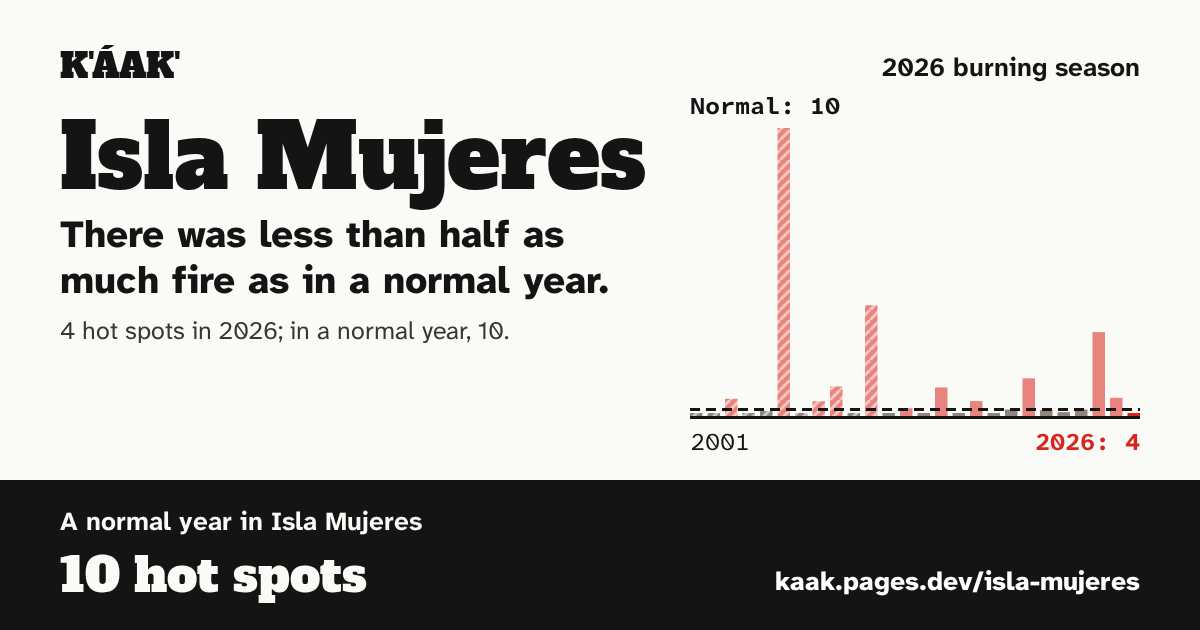 K'ÁAK'
Isla Mujeres
There was less than half as
much fire as in a normal year.
4 hot spots in 2026; in a normal year, 10.
2026 burning season
Normal: 10
2001
2026: 4
A normal year in Isla Mujeres
10 hot spots
kaak.pages.dev/isla-mujeres